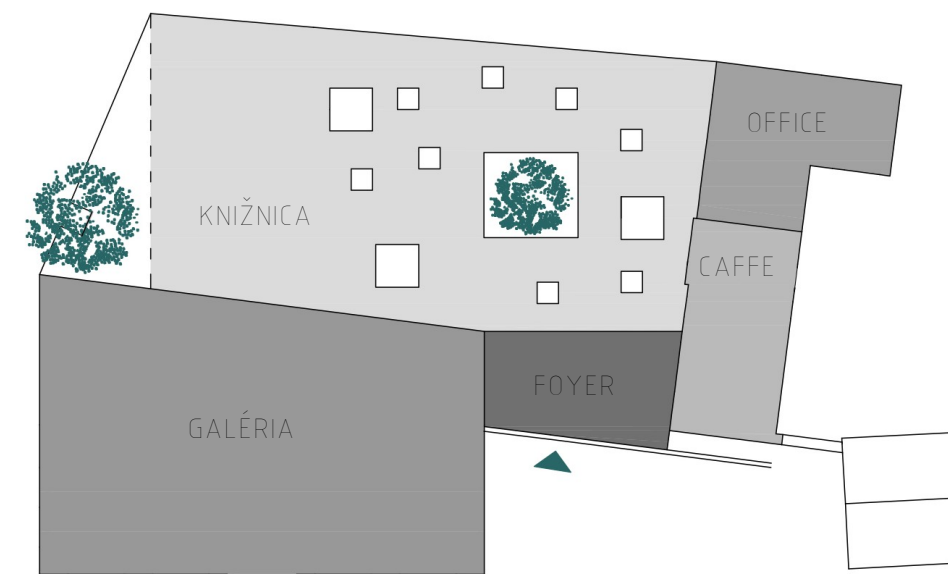 OFFICE
KNIŽNICA
CAFFE
FOYER
GALÉRIA